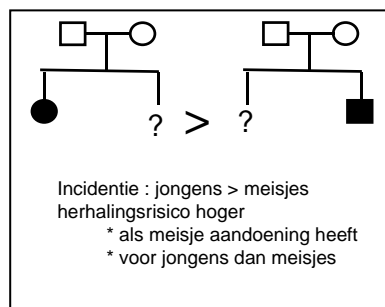 ? > ?
Incidentie : jongens > meisjes
herhalingsrisico hoger
* als meisje aandoening heeft
* voor jongens dan meisjes